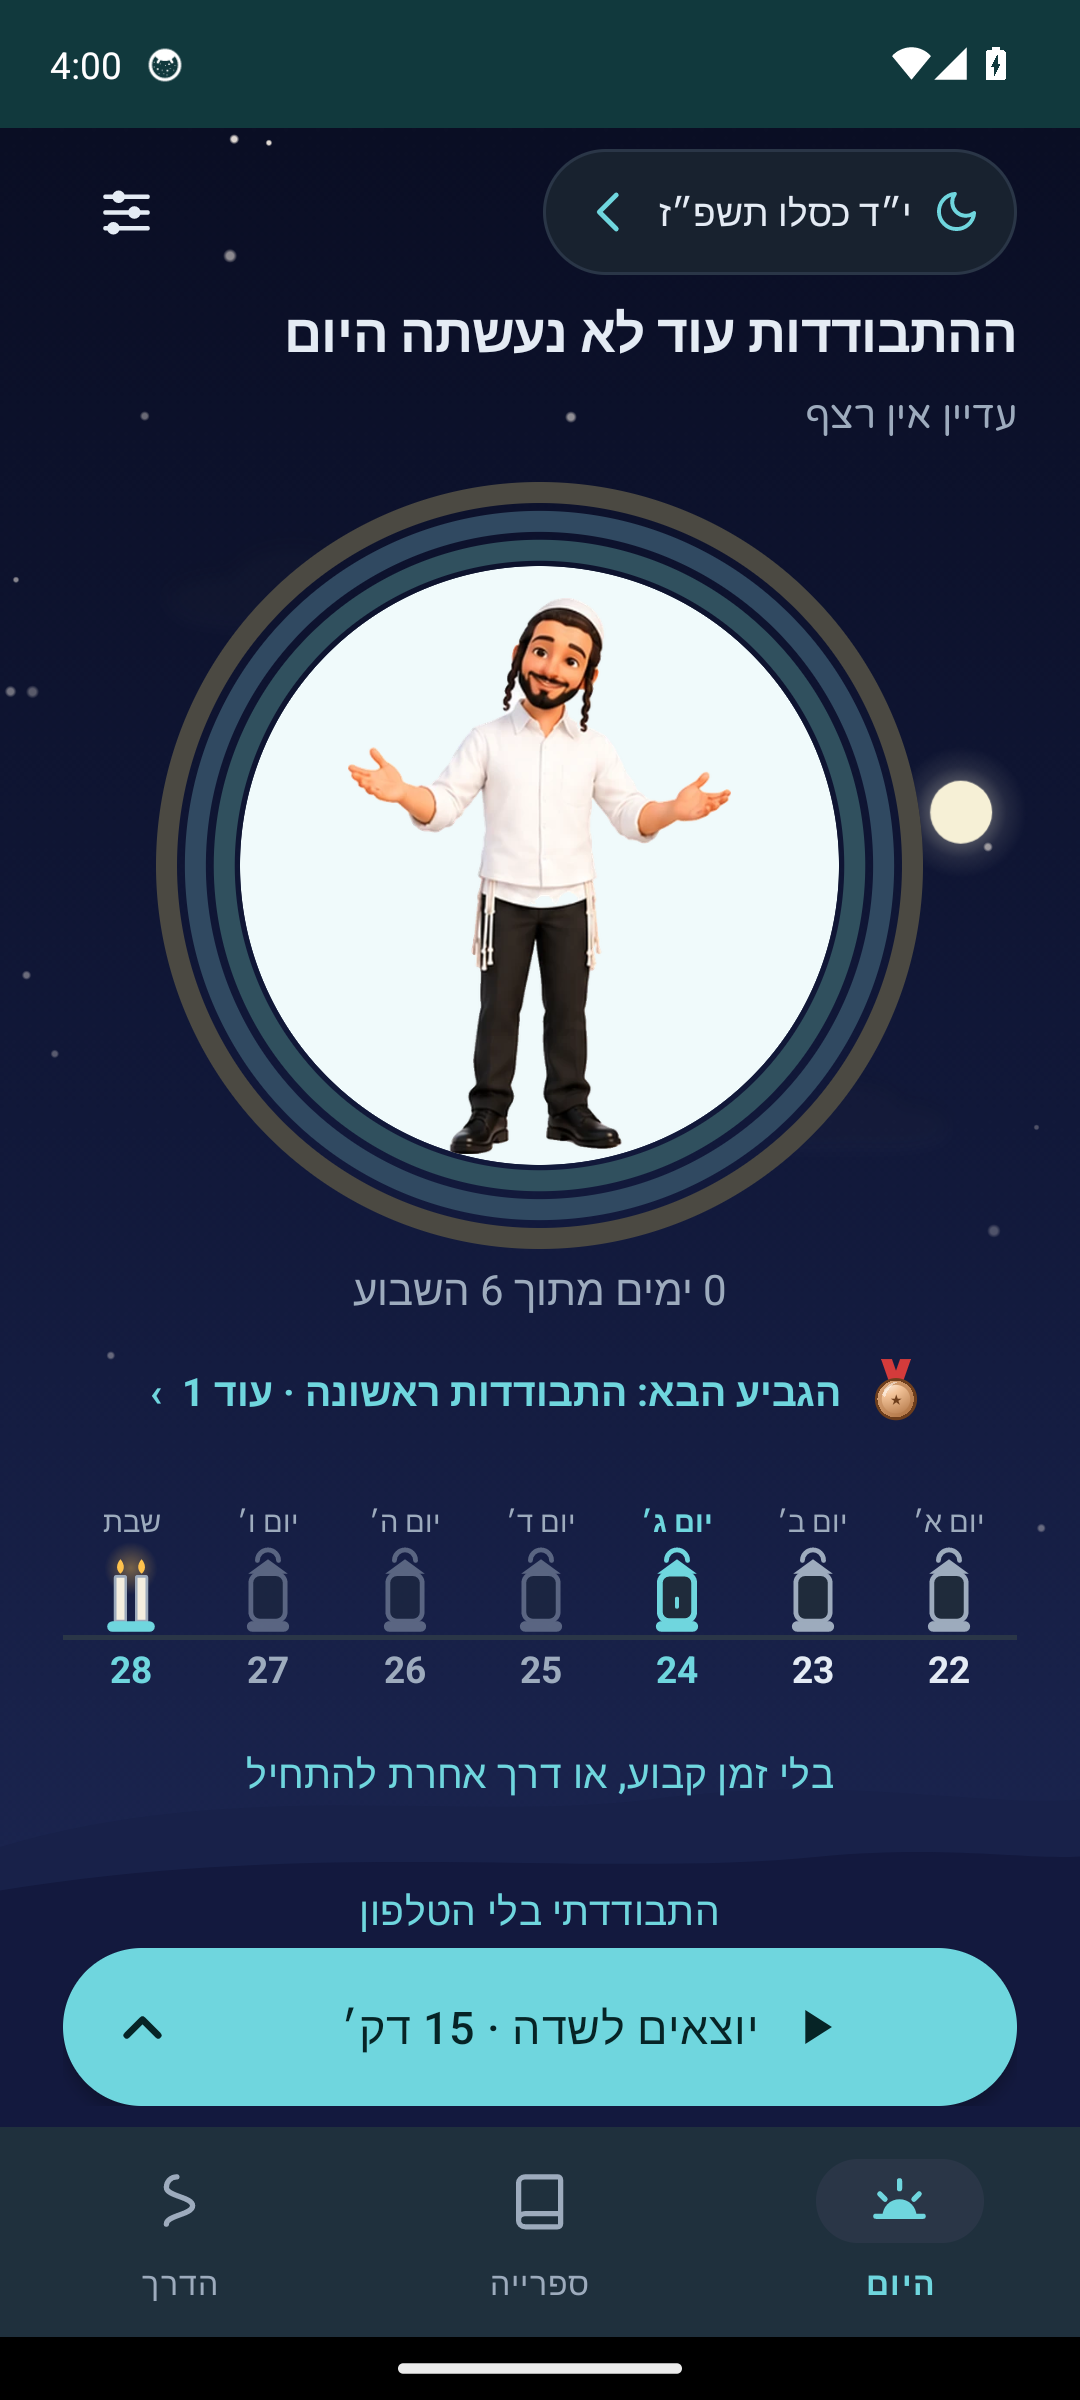 4:00
י״ד כסלו תשפ״ז
ההתבודדות עוד לא נעשתה היום
עדיין אין רצף
0 ימים מתוך 6 השבוע
הגביע הבא: התבודדות ראשונה · עוד 1 ›
יום א׳ יום ב׳ יום ג׳ יום ד׳ יום ה׳ יום ו׳ שבת
22 23 24 25 26 27 28
בלי זמן קבוע, או דרך אחרת להתחיל
התבודדתי בלי הטלפון
יוצאים לשדה · 15 דק׳
היום ספרייה הדרך